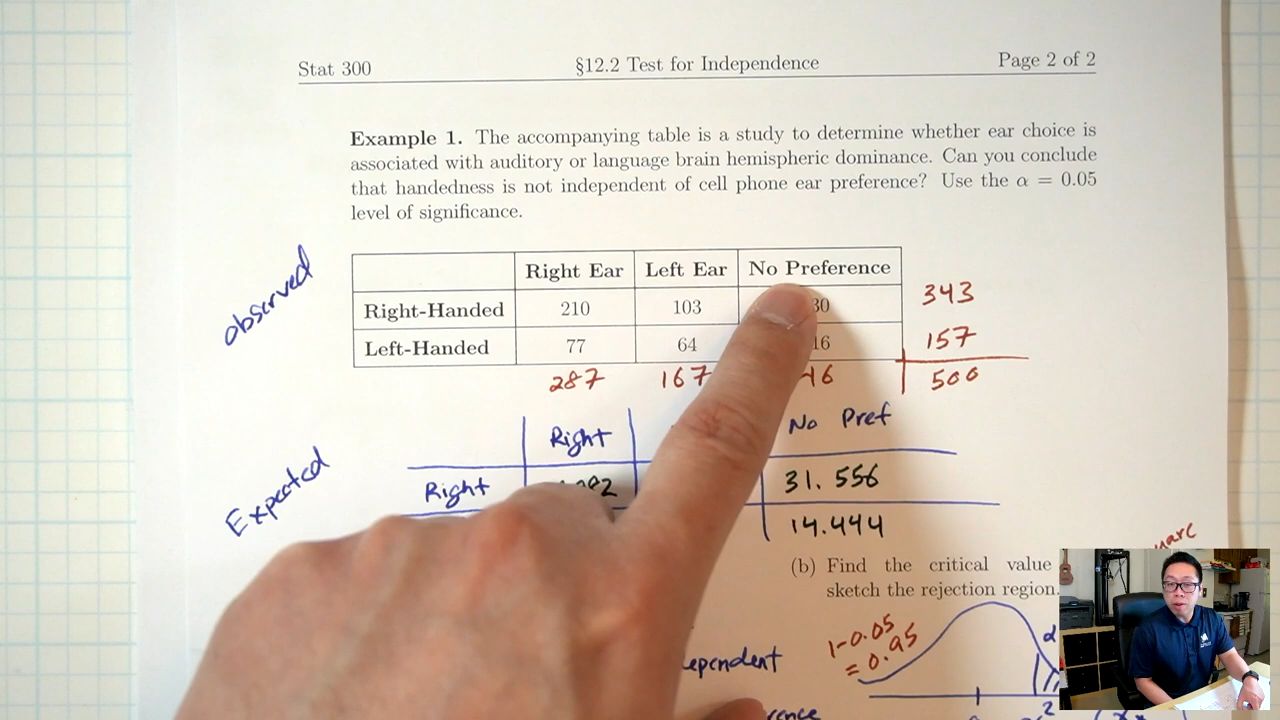 Stat 300 §12.2 Test for Independence Page 2 of 2
Example 1. The accompanying table is a study to determine whether ear choice is
associated with auditory or language brain hemispheric dominance. Can you conclude
that handedness is not independent of cell phone ear preference? Use the α = 0.05
level of significance.
observed
Right Ear Left Ear No Preference
Right-Handed 210 103 30 343
Left-Handed 77 64 16 157
287 167 46 500
Expected
Right No Pref
Right 31.556
14.444
(b) Find the critical value
sketch the rejection region.
1-0.05
= 0.95
α